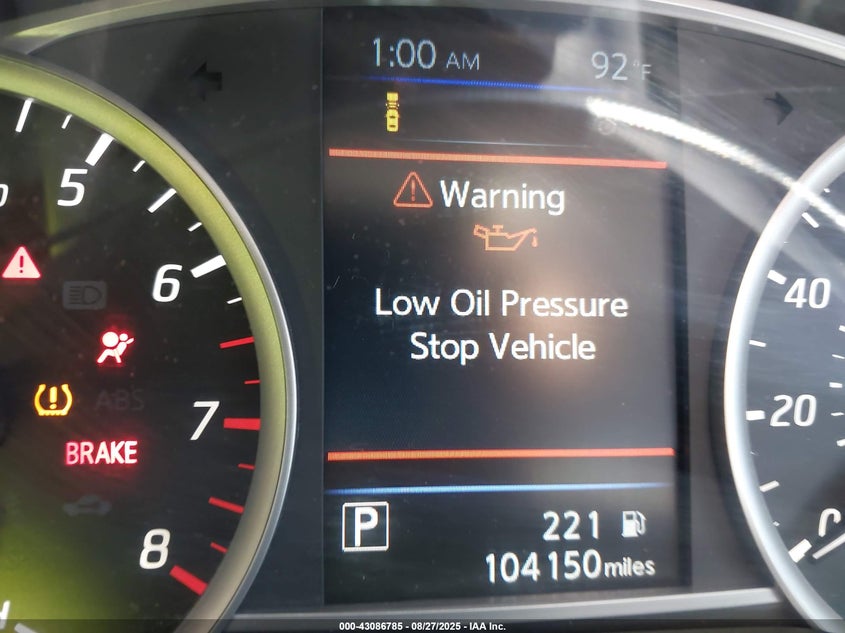 1:00 AM 92°F
Warning
Low Oil Pressure
Stop Vehicle
P 221
104150 miles
5
6
7
8
ABS
BRAKE
40
20
000-43086785 - 08/27/2025 - IAA Inc.